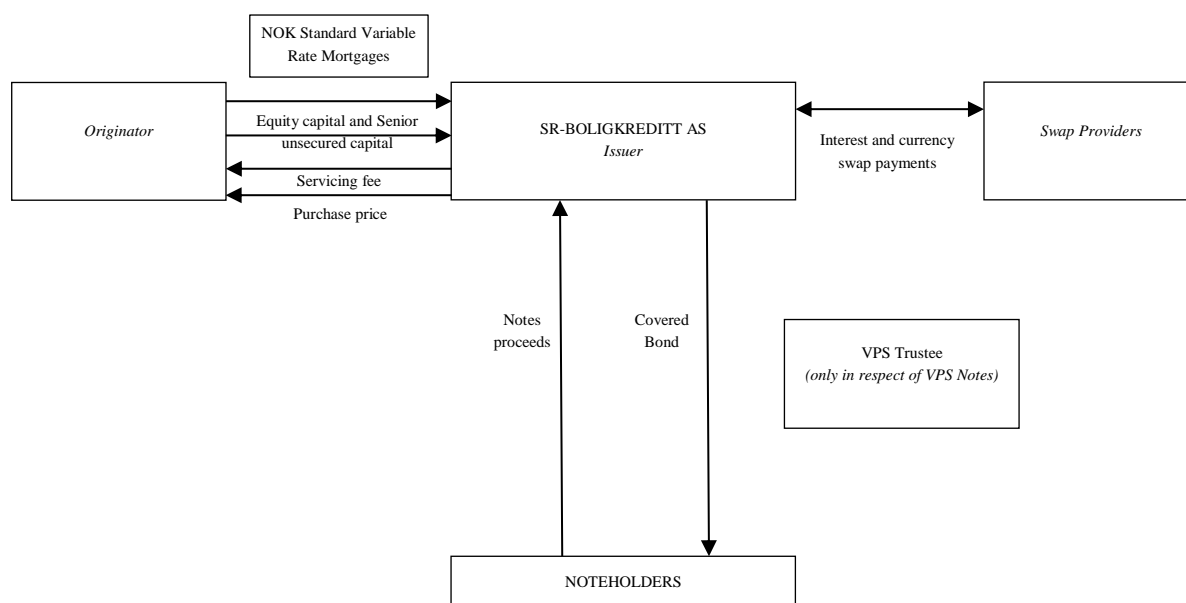 NOK Standard Variable
Rate Mortgages
Originator
Equity capital and Senior
unsecured capital
Servicing fee
Purchase price
SR-BOLIGKREDITT AS
Issuer
Interest and currency
swap payments
Swap Providers
Notes
proceeds
Covered
Bond
VPS Trustee
(only in respect of VPS Notes)
NOTEHOLDERS